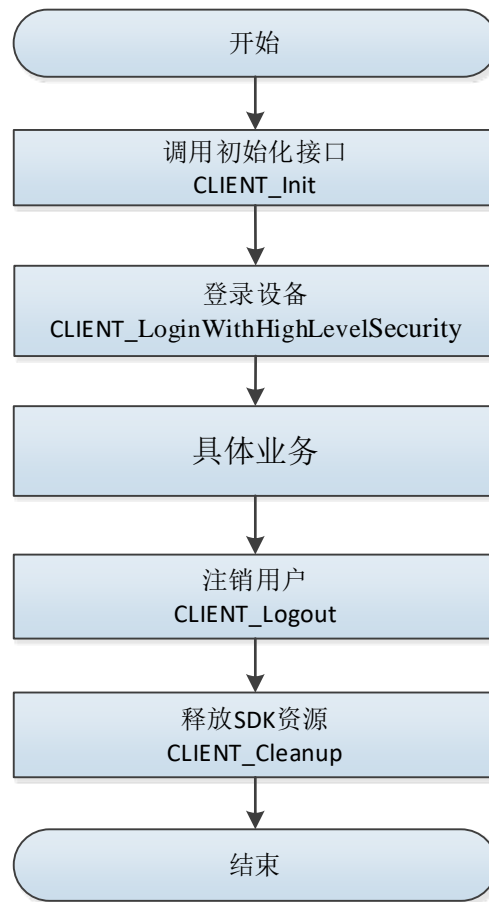 开始
调用初始化接口
CLIENT_Init
登录设备
CLIENT_LoginWithHighLevelSecurity
具体业务
注销用户
CLIENT_Logout
释放SDK资源
CLIENT_Cleanup
结束